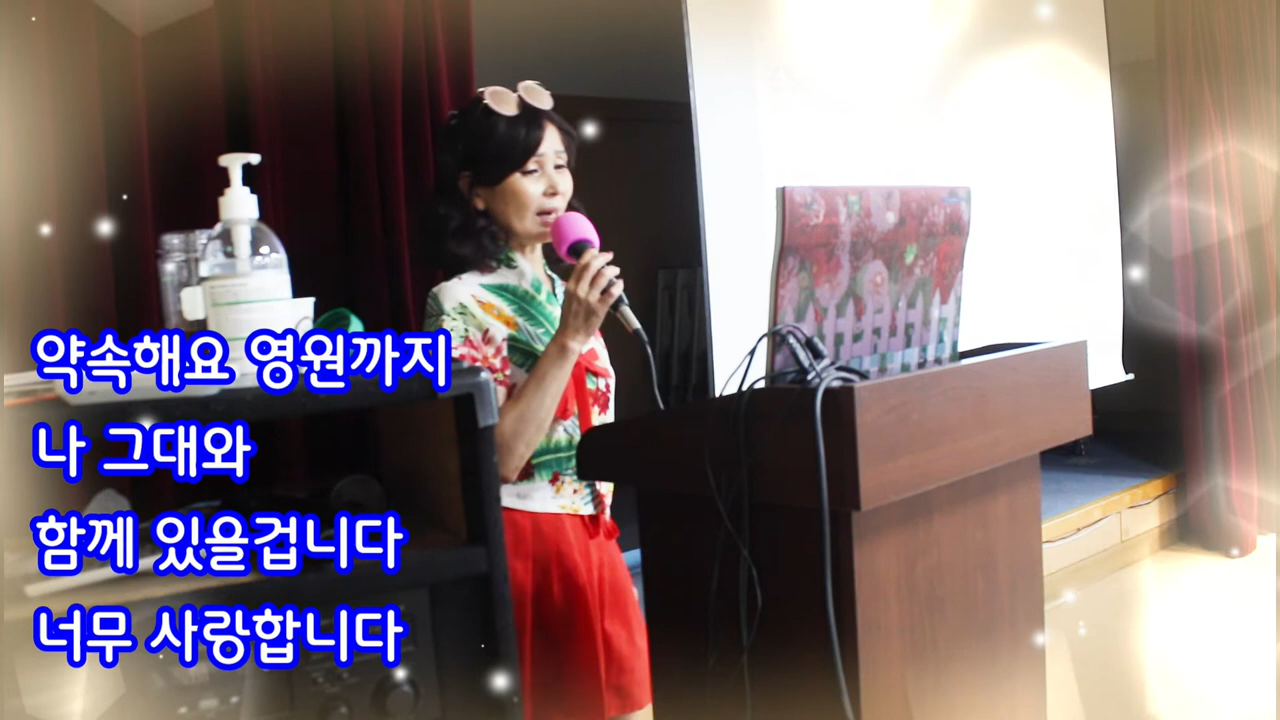 약속해요 영원까지
나 그대와
함께 있을겁니다
너무 사랑합니다